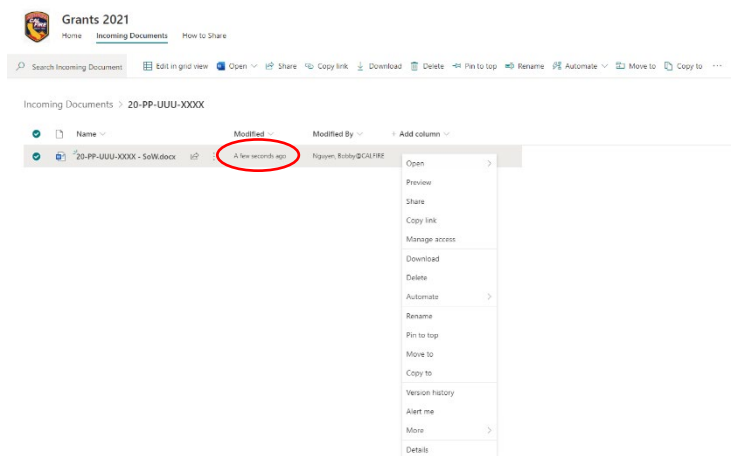 Grants 2021
Home Incoming Documents How to Share
Search Incoming Document Edit in grid view Open Share Copy link Download Delete Pin to top Rename Automate Move to Copy to ...
Incoming Documents > 20-PP-UUU-XXXX
Name Modified Modified By + Add column
20-PP-UUU-XXXX - SoW.docx A few seconds ago Nguyen, Bobby@CALFIRE
Open
Preview
Share
Copy link
Manage access
Download
Delete
Automate
Rename
Pin to top
Move to
Copy to
Version history
Alert me
More
Details